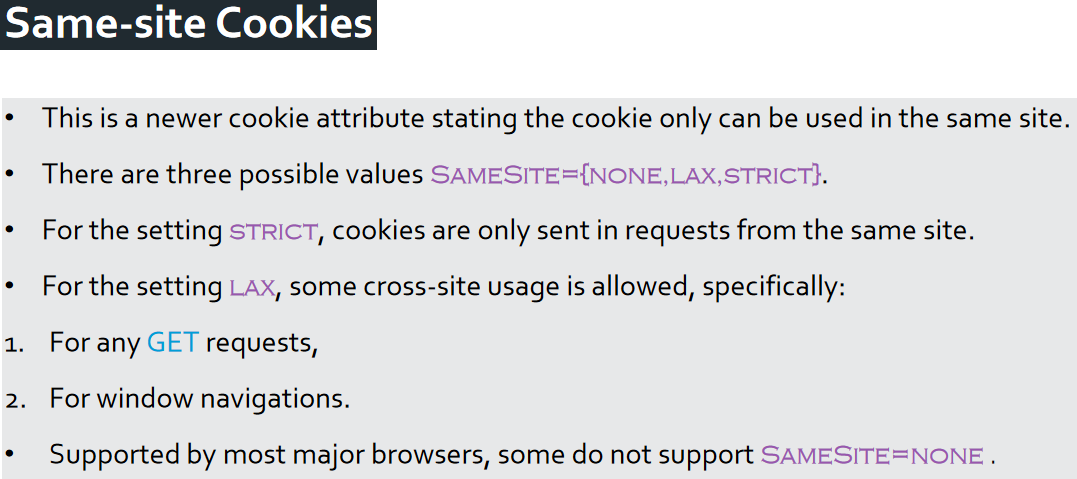 Same-site Cookies
• This is a newer cookie attribute stating the cookie only can be used in the same site.
• There are three possible values SAMESITE={NONE,LAX,STRICT}.
• For the setting STRICT, cookies are only sent in requests from the same site.
• For the setting LAX, some cross-site usage is allowed, specifically:
1. For any GET requests,
2. For window navigations.
• Supported by most major browsers, some do not support SAMESITE=NONE .